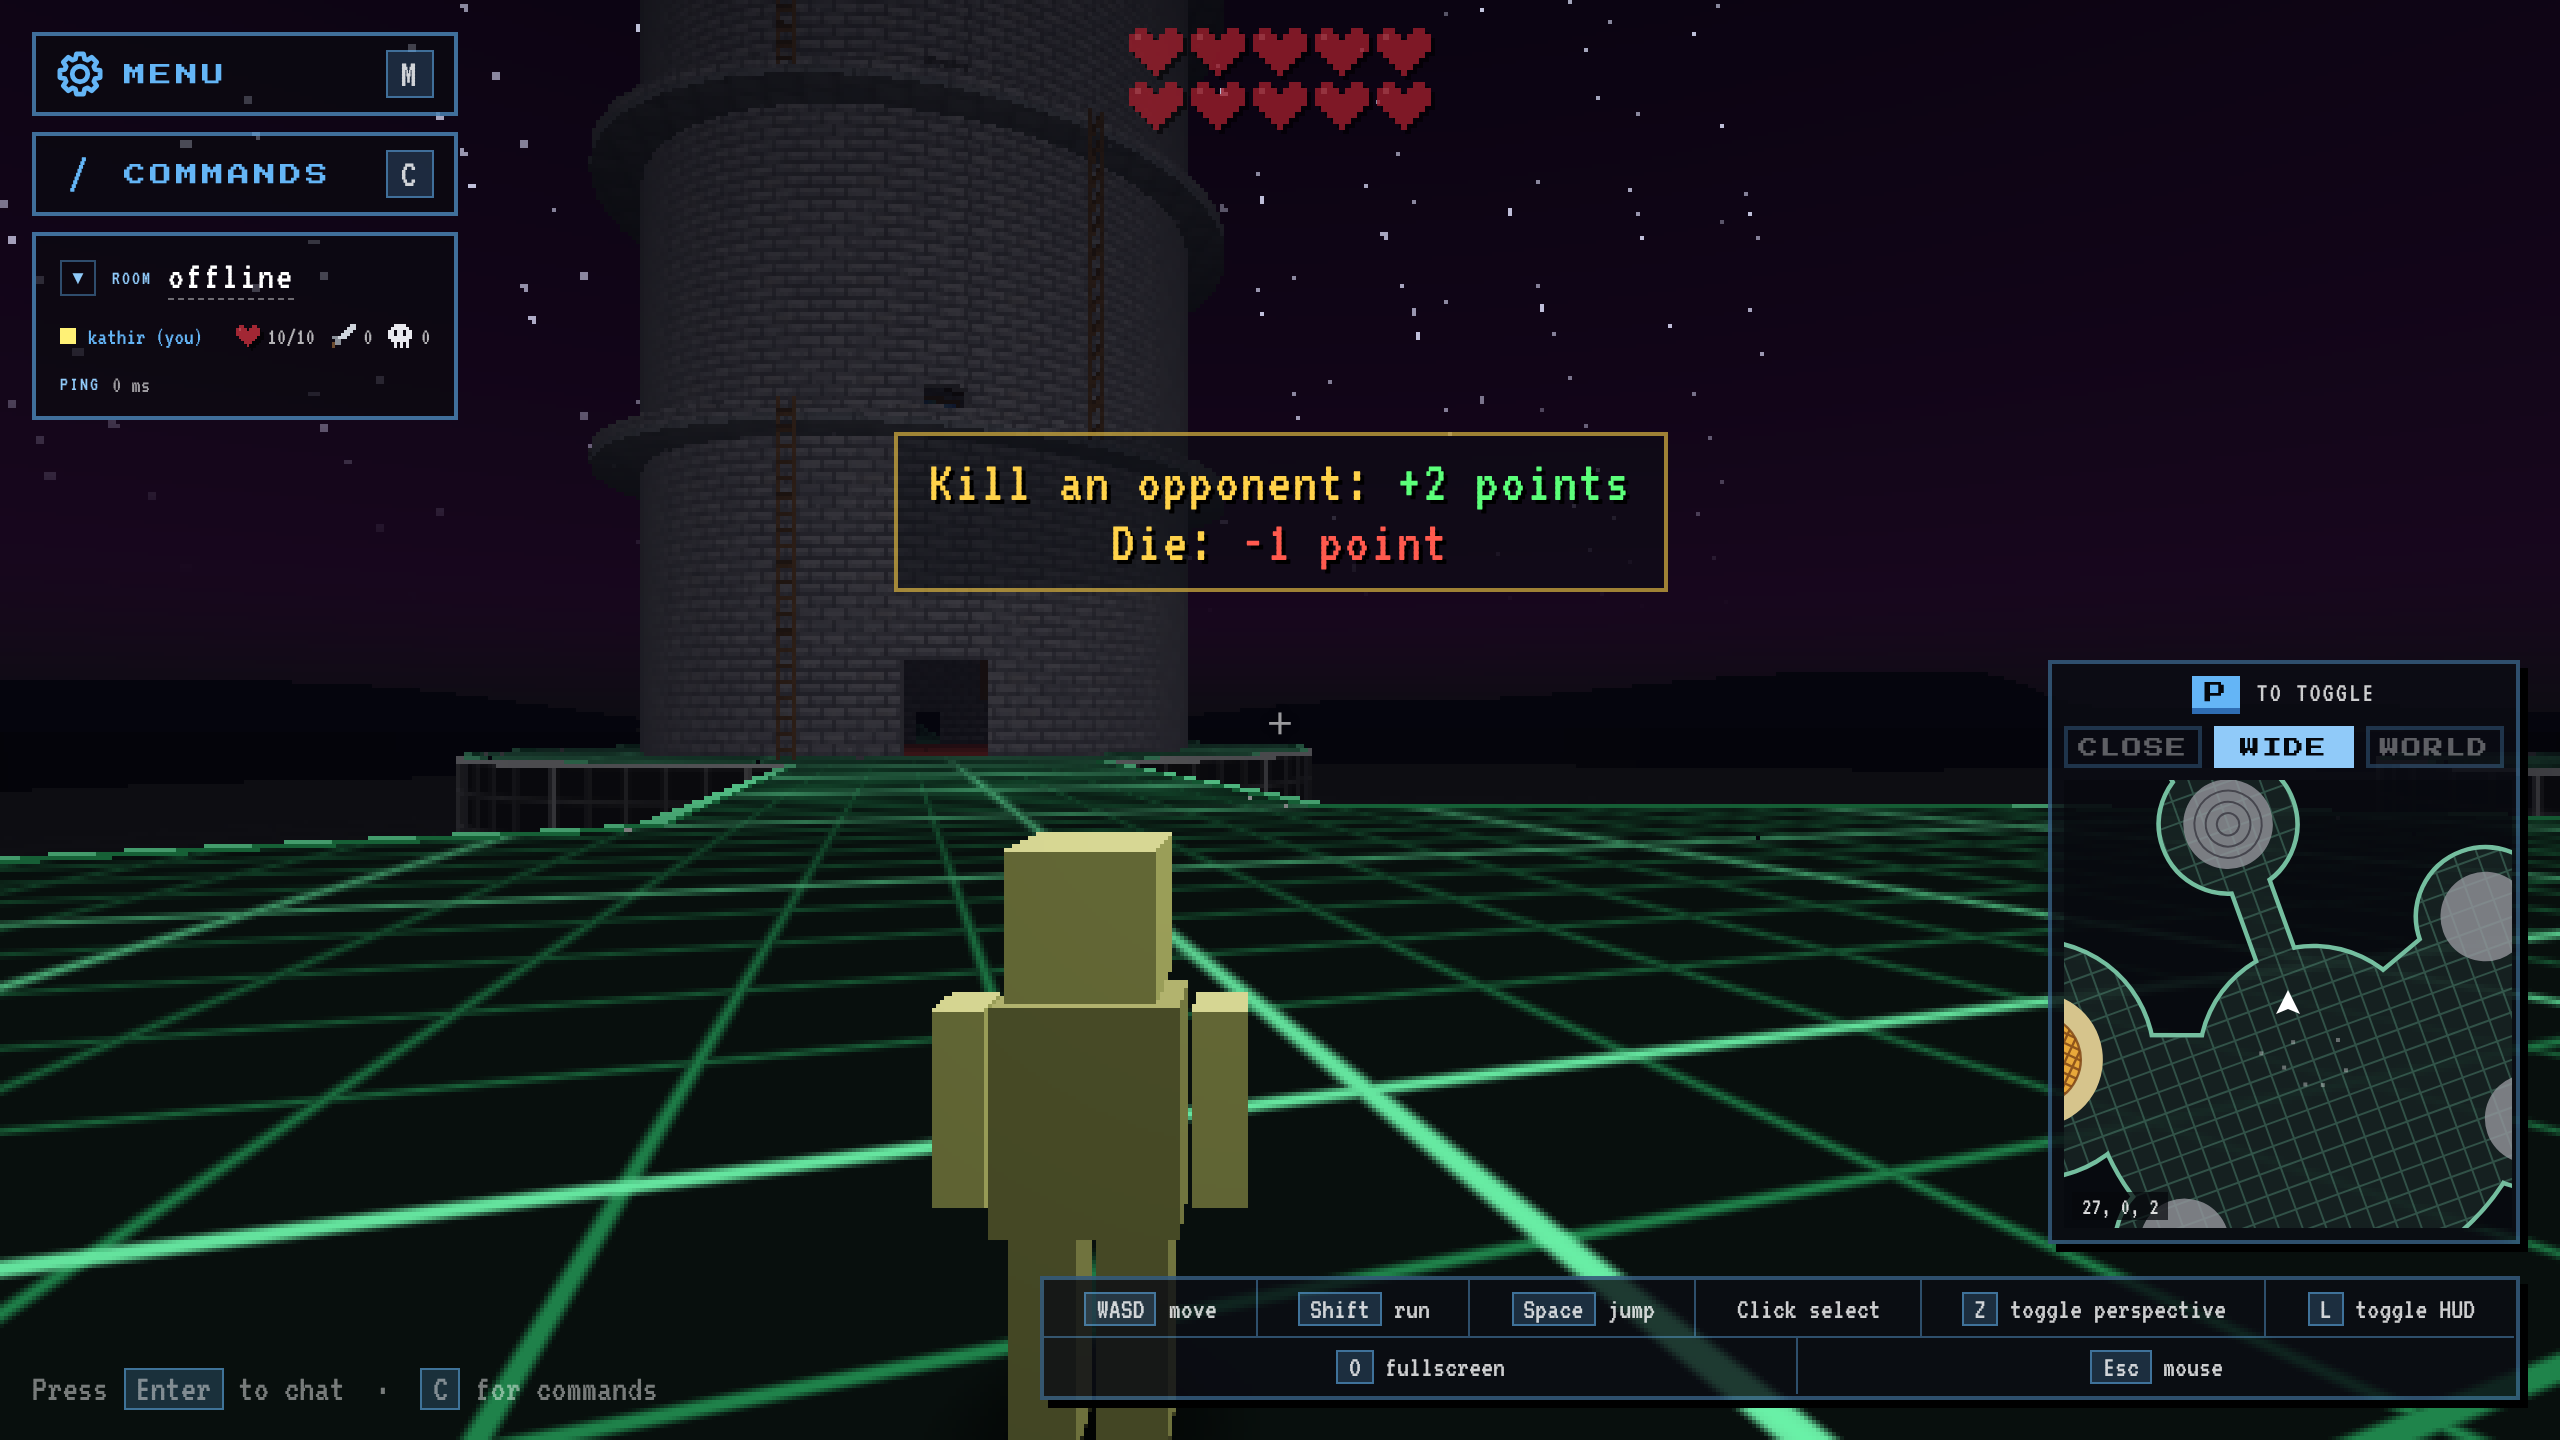 MENU M
/ COMMANDS C
▼ ROOM offline
kathir (you) 10/10 0 0
PING 0 ms
Kill an opponent: +2 points
Die: -1 point
P TO TOGGLE
CLOSE WIDE WORLD
27, 0, 2
WASD move Shift run Space jump Click select Z toggle perspective L toggle HUD
O fullscreen Esc mouse
Press Enter to chat · C for commands